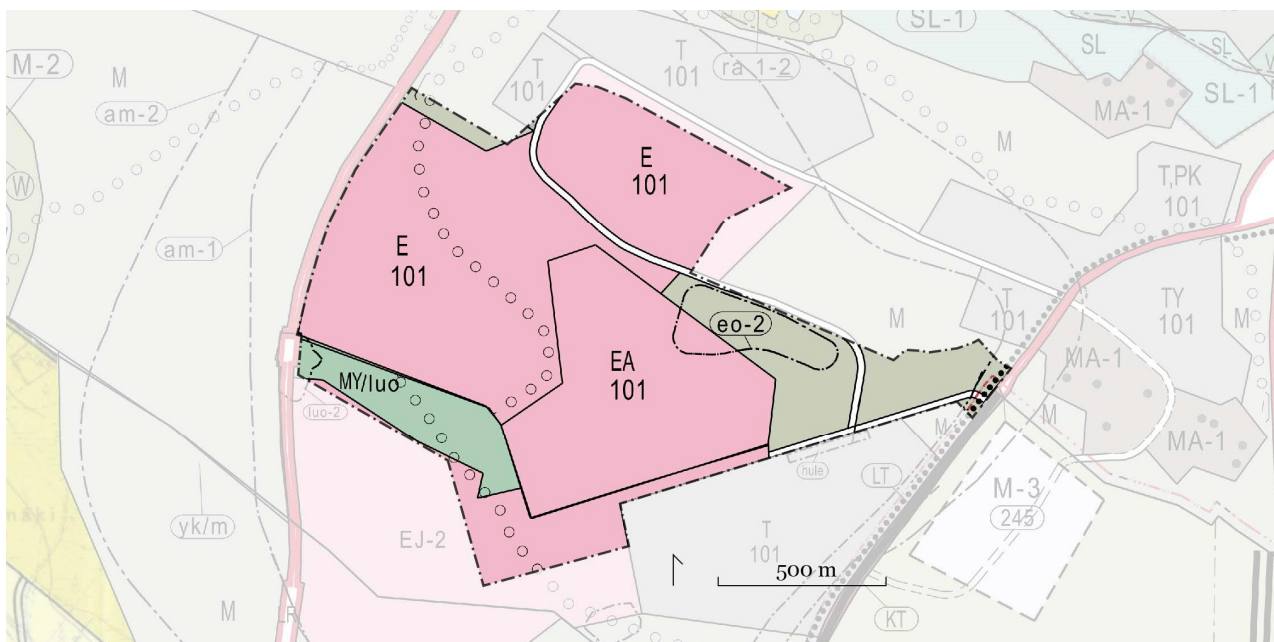 SL-1
V
M-2
M
T
101
T
101
ra 1-2
SL
SL
V
am-2
MA-1
SL-1
E
101
M
W
T,PK
101
am-1
E
101
M
T
101
TY
101
M
eo-2
EA
101
MA-1
MY/luo
luo-2
M
M
MA-1
hule
LT
M-3
245
yk/m
EJ-2
T
101
500 m
M
LR
KT